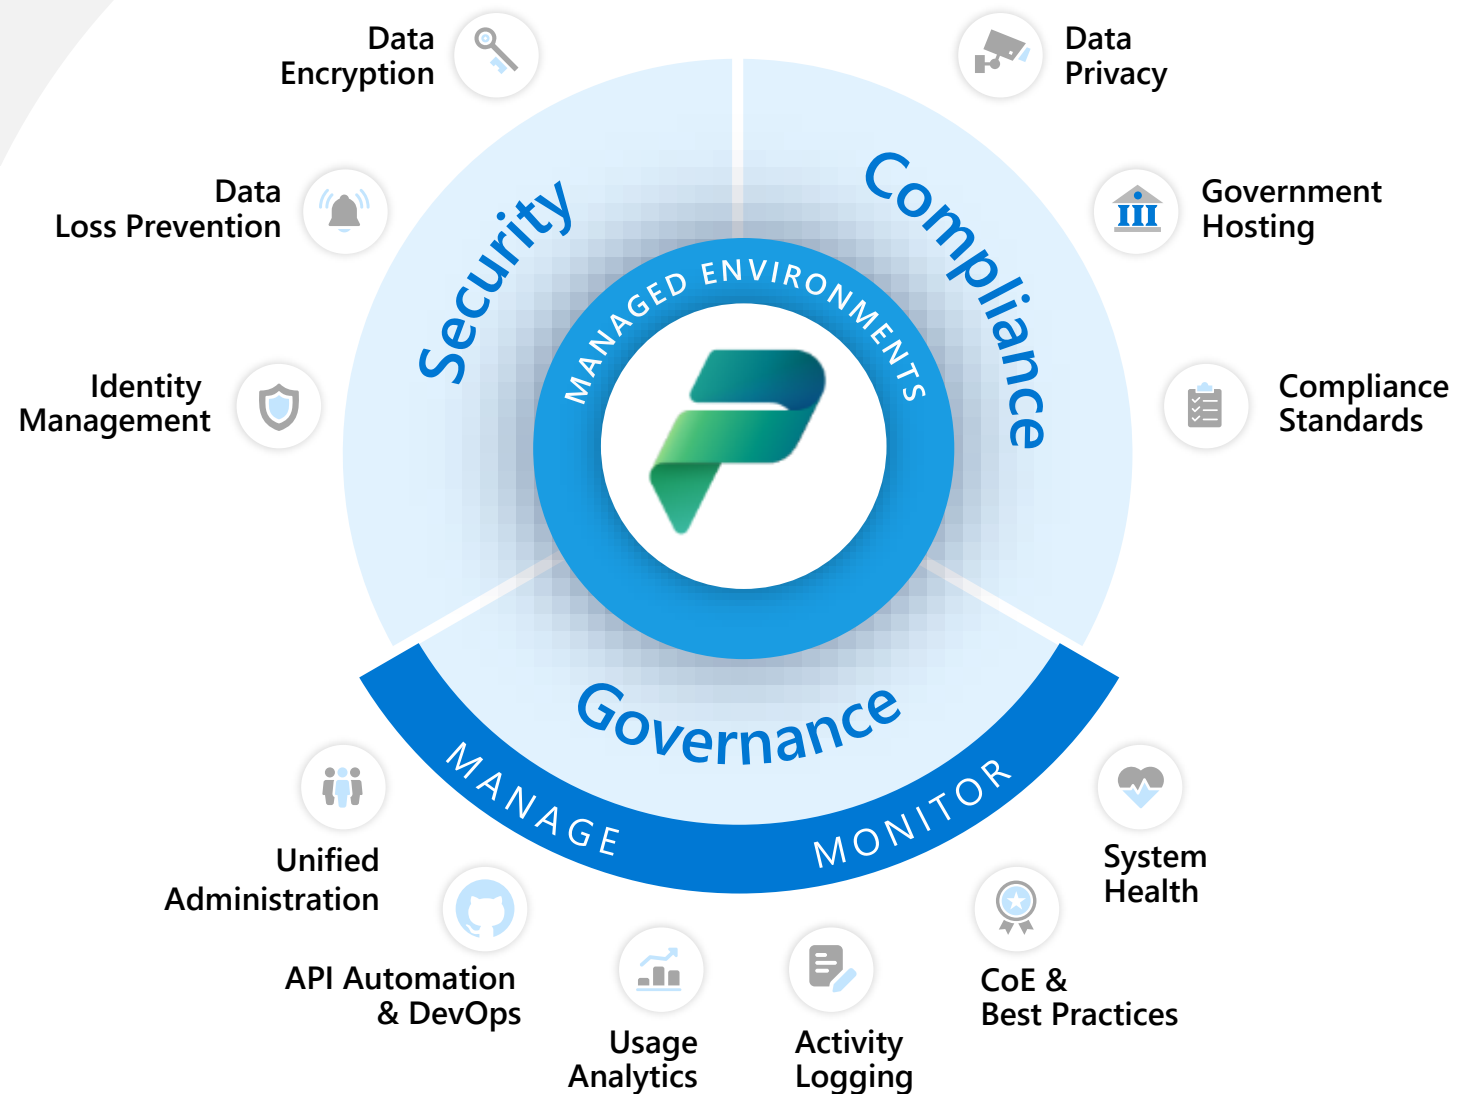 Data
Encryption
Data
Privacy
Data
Loss Prevention
Government
Hosting
Identity
Management
Compliance
Standards
Security
Compliance
MANAGED ENVIRONMENTS
Governance
MANAGE
MONITOR
Unified
Administration
API Automation
& DevOps
Usage
Analytics
Activity
Logging
CoE &
Best Practices
System
Health